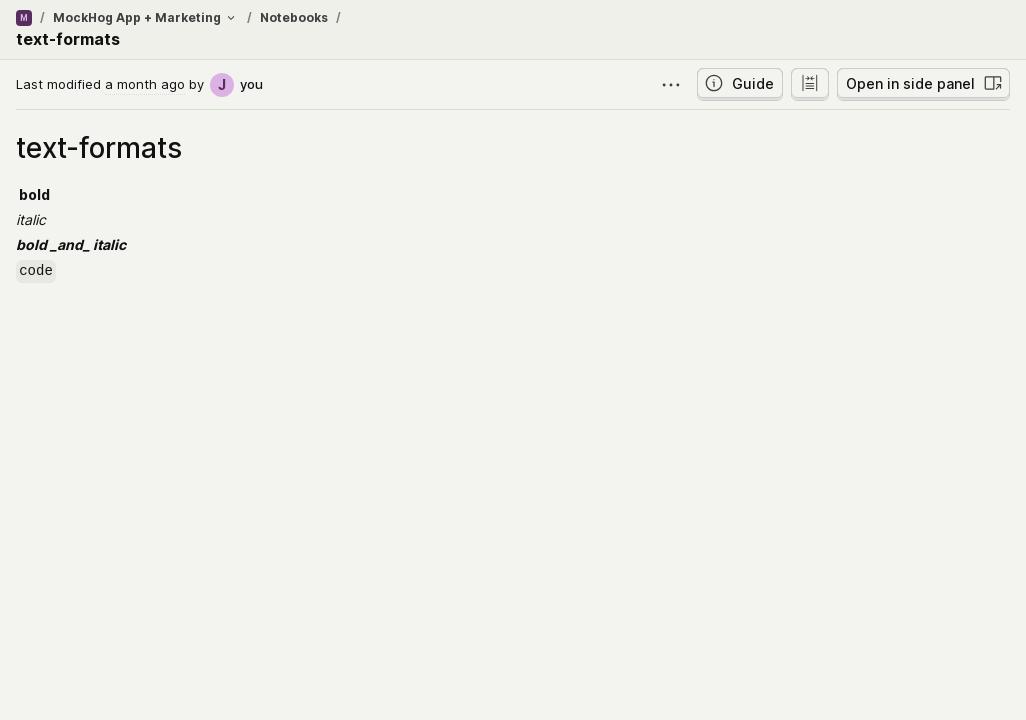 M / MockHog App + Marketing / Notebooks /
text-formats
Last modified a month ago by J you
Guide
Open in side panel
text-formats
bold
italic
bold _and_ italic
code